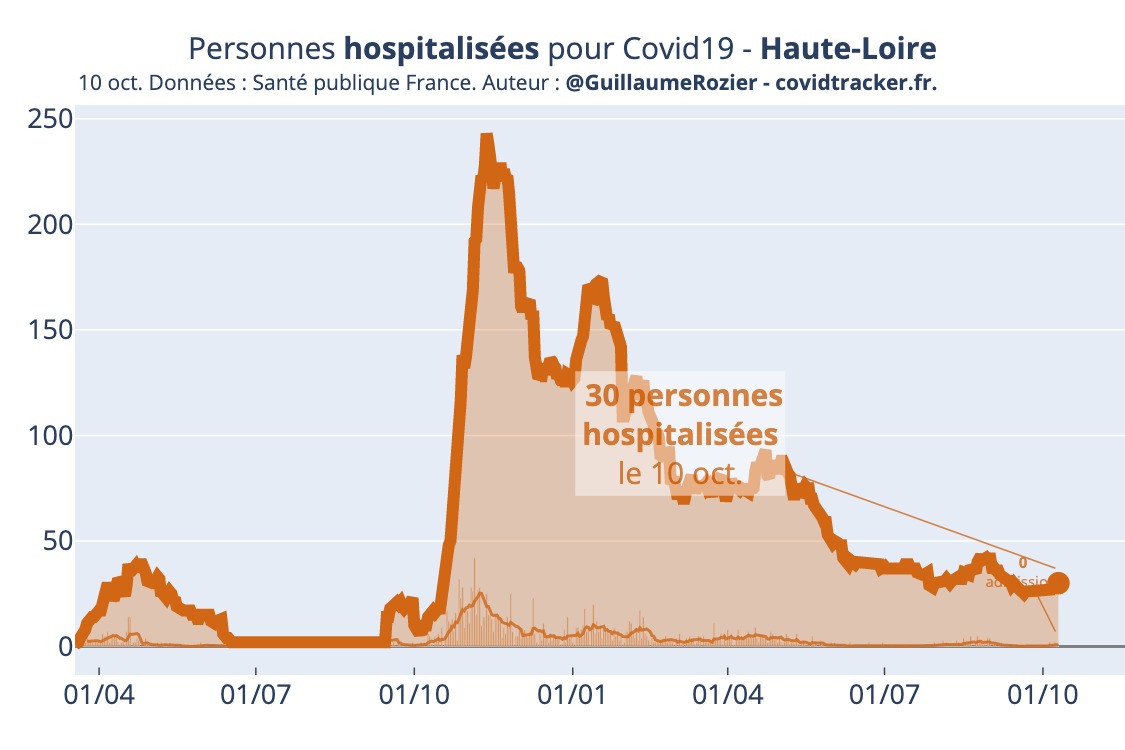 Personnes hospitalisées pour Covid19 - Haute-Loire
10 oct. Données : Santé publique France. Auteur : @GuillaumeRozier - covidtracker.fr.
250
200
150
100
50
0
30 personnes
hospitalisées
le 10 oct.
0
01/04 01/07 01/10 01/01 01/04 01/07 01/10